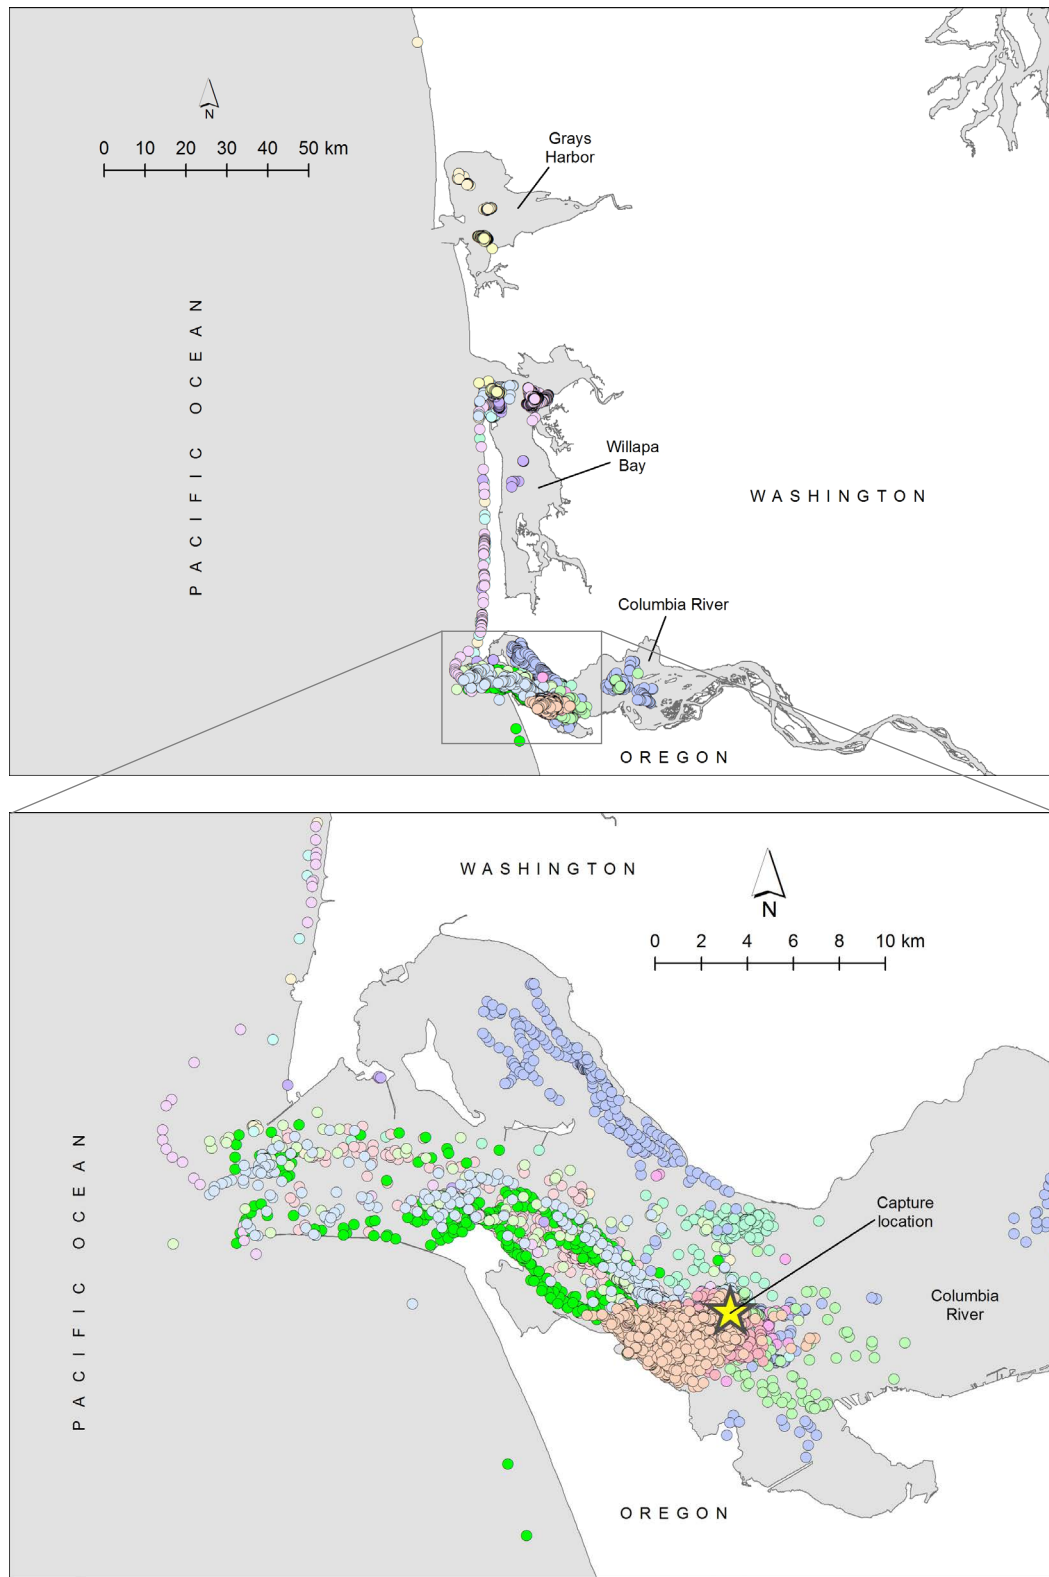 N
0 10 20 30 40 50 km
Grays
Harbor
PACIFIC OCEAN
Willapa
Bay
WASHINGTON
Columbia River
OREGON
WASHINGTON
N
0 2 4 6 8 10 km
PACIFIC OCEAN
Capture
location
Columbia
River
OREGON